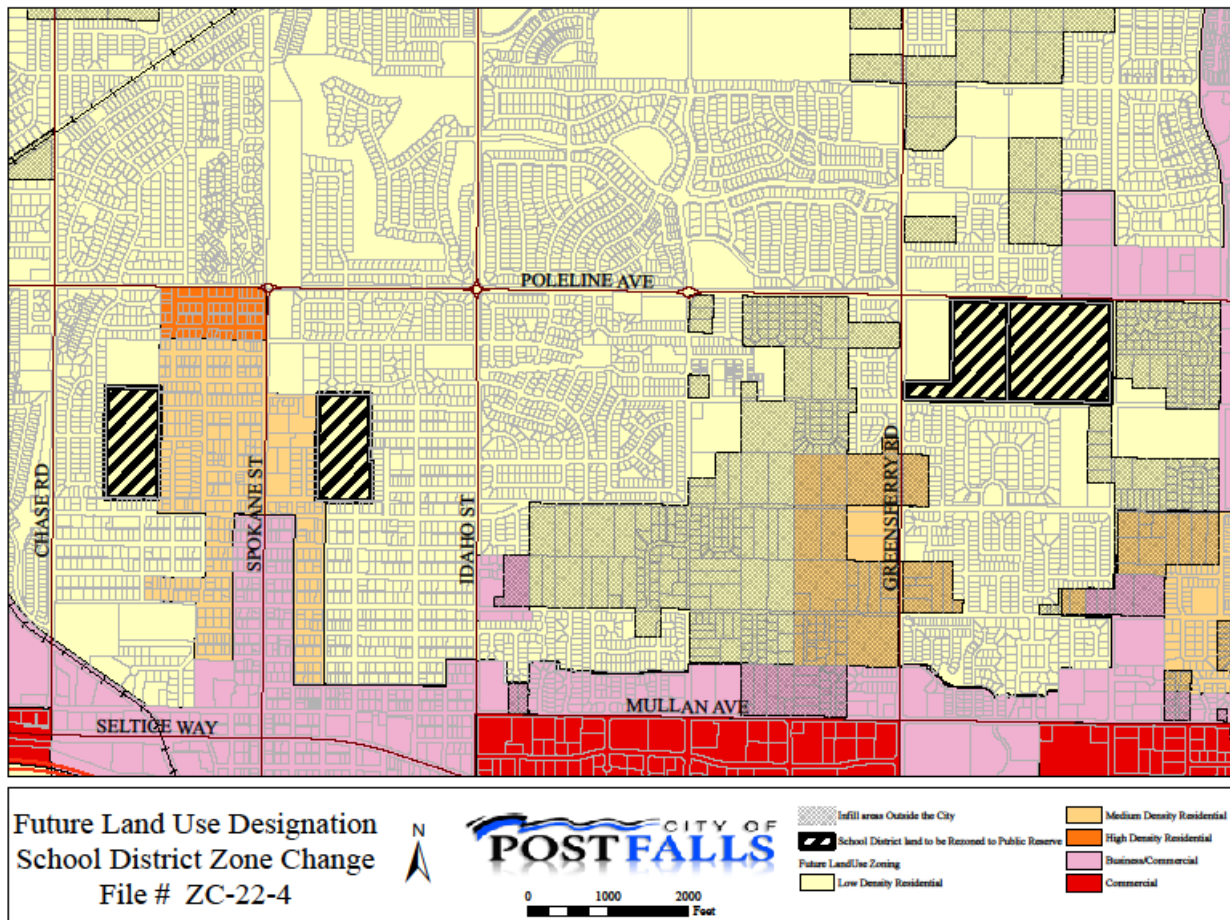 POLELINE AVE
CHASE RD
SPOKANE ST
IDAHO ST
GREENSFERRY RD
MULLAN AVE
SELTICE WAY
Future Land Use Designation
School District Zone Change
File # ZC-22-4
N
CITY OF
POST FALLS
0 1000 2000
Feet
Infill areas Outside the City
School District land to be Rezoned to Public Reserve
Future LandUse Zoning
Low Density Residential
Medium Density Residential
High Density Residential
Business/Commercial
Commercial